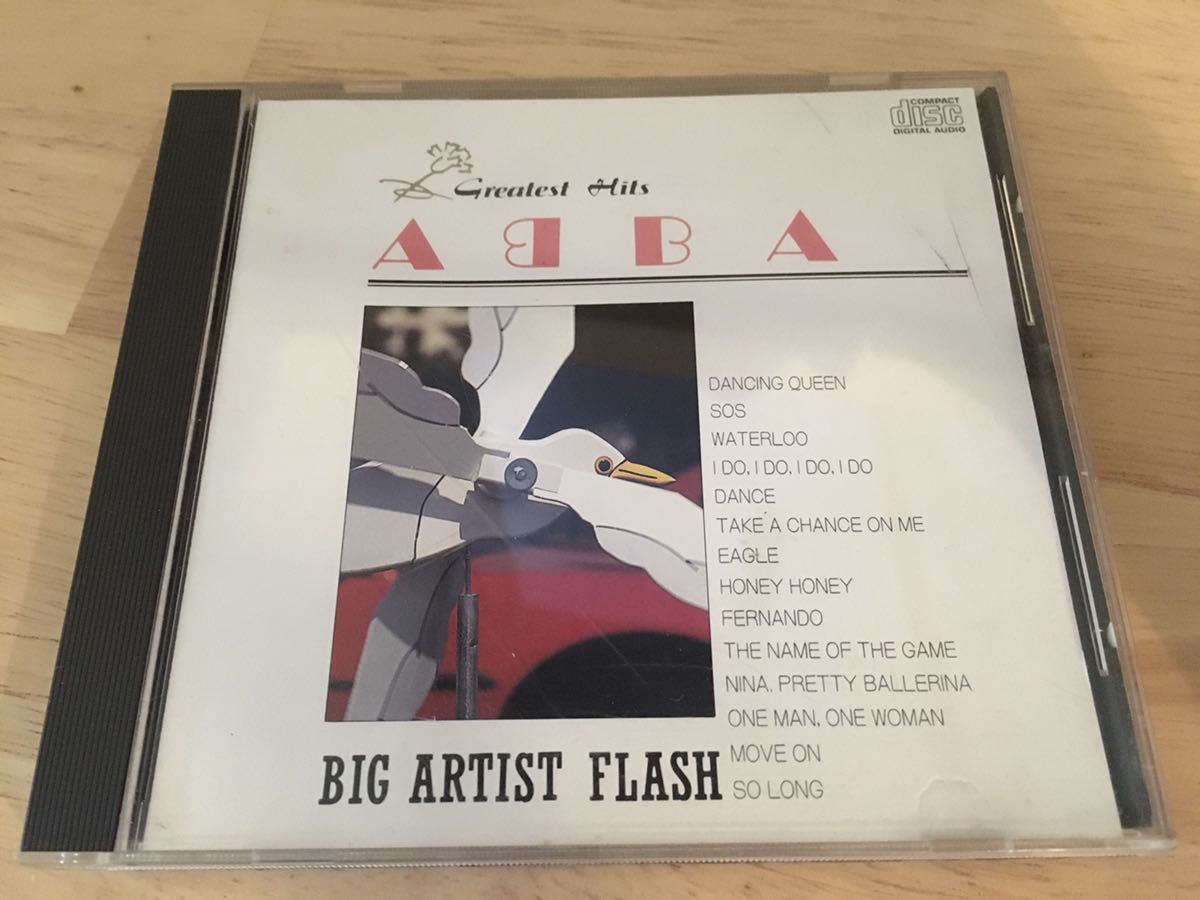 COMPACT
disc
DIGITAL AUDIO
Greatest Hits
ABBA
DANCING QUEEN
SOS
WATERLOO
I DO, I DO, I DO, I DO
DANCE
TAKE A CHANCE ON ME
EAGLE
HONEY HONEY
FERNANDO
THE NAME OF THE GAME
NINA, PRETTY BALLERINA
ONE MAN, ONE WOMAN
MOVE ON
SO LONG
BIG ARTIST FLASH